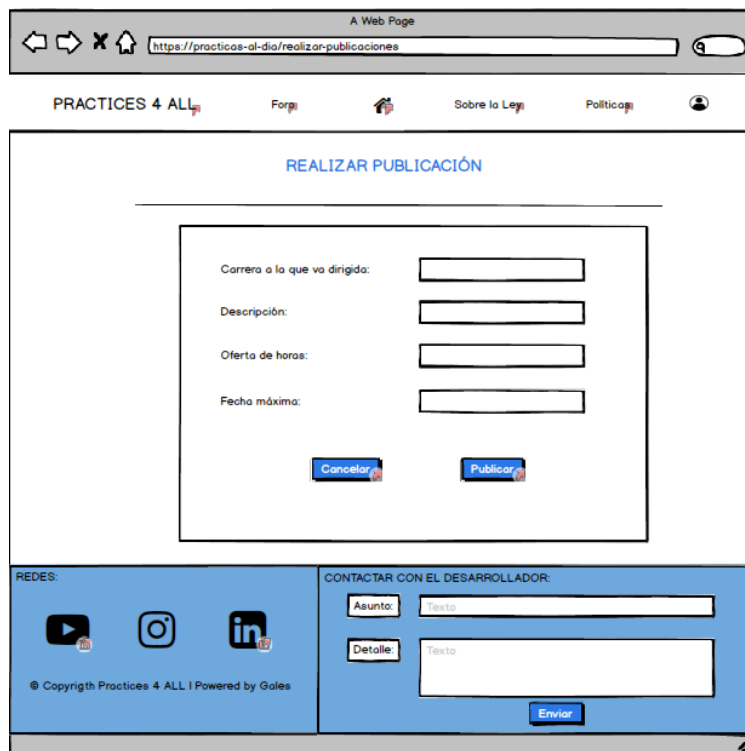 A Web Page
https://practicas-al-dia/realizar-publicaciones
PRACTICES 4 ALL Foro Sobre la Ley Políticas
REALIZAR PUBLICACIÓN
Carrera a la que va dirigida:
Descripción:
Oferta de horas:
Fecha máxima:
Cancelar Publicar
REDES:
CONTACTAR CON EL DESARROLLADOR:
Asunto: Texto
Detalle: Texto
in
© Copyrigth Practices 4 ALL | Powered by Gales
Enviar